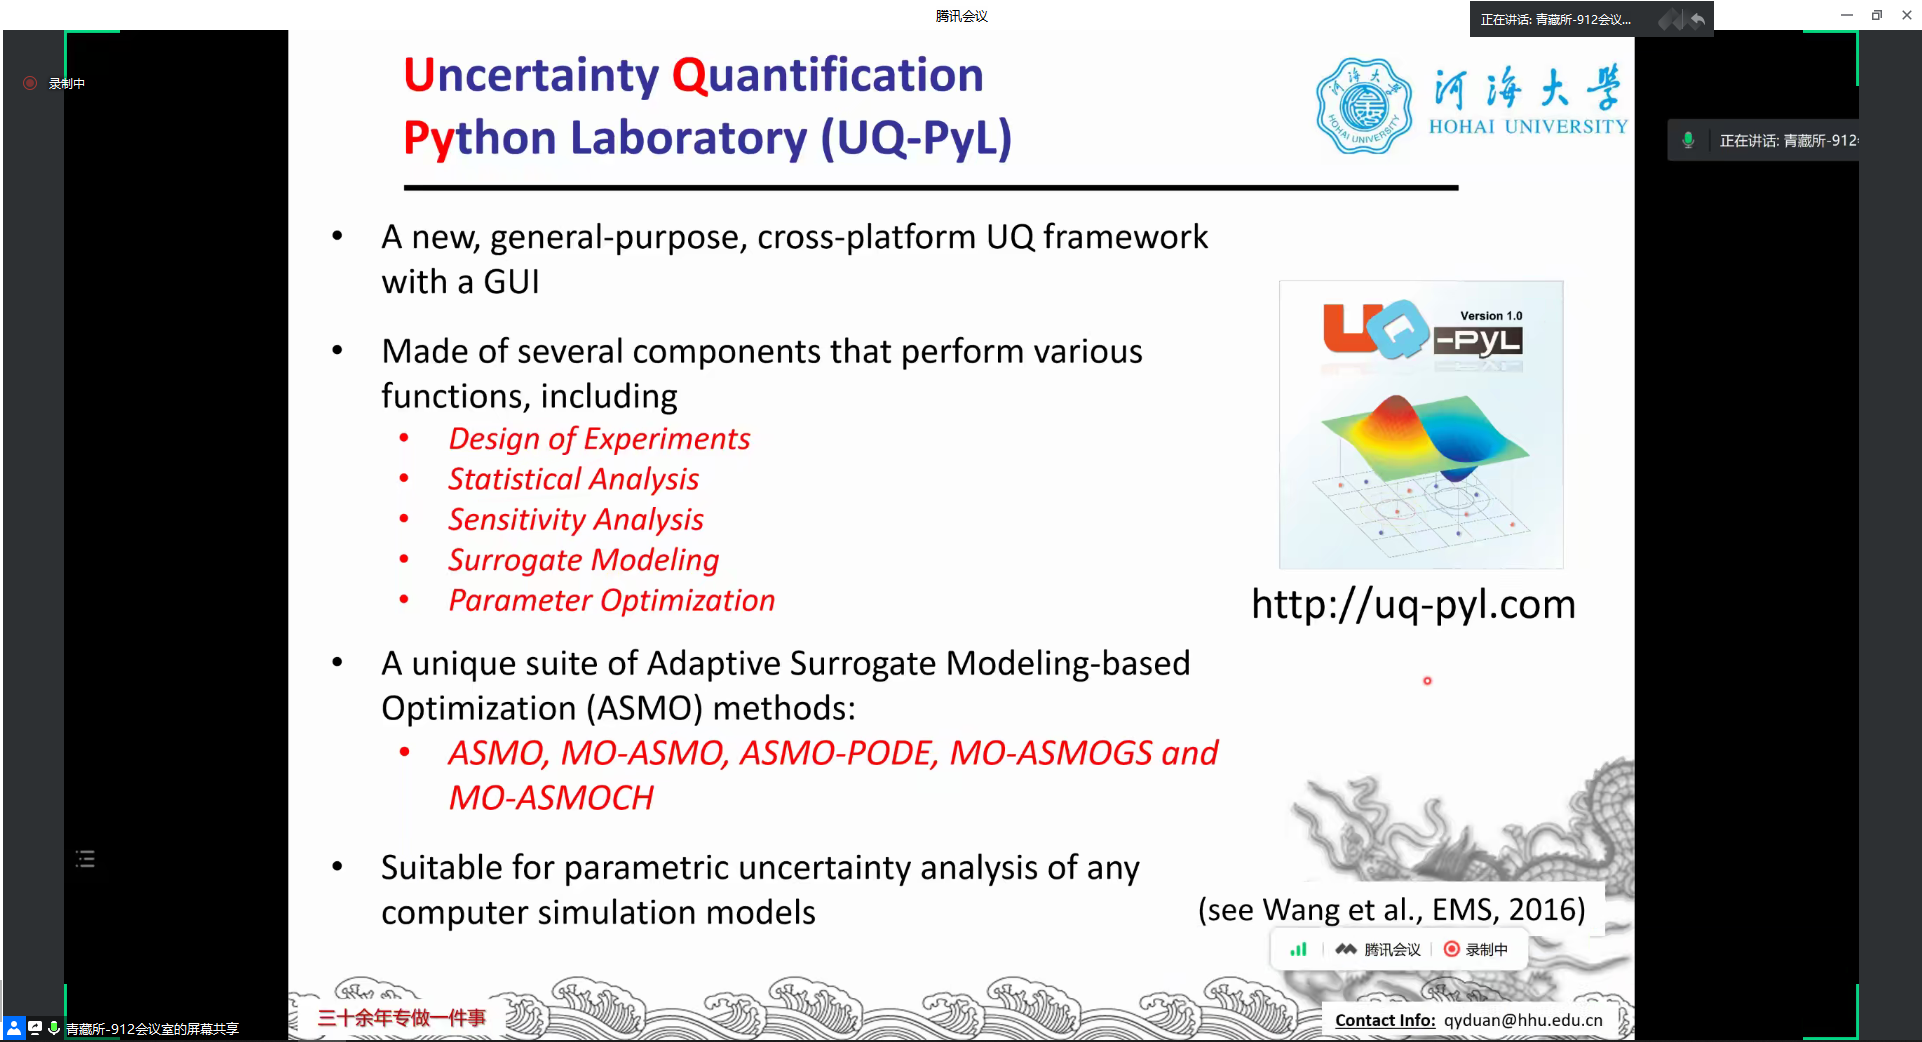 腾讯会议
正在讲话: 青藏所-912会议...
录制中
Uncertainty Quantification
Python Laboratory (UQ-PyL)
河海大學
HOHAI UNIVERSITY
河海大学
HOHAI UNIVERSITY
正在讲话: 青藏所-912
• A new, general-purpose, cross-platform UQ framework
with a GUI
• Made of several components that perform various
functions, including
• Design of Experiments
• Statistical Analysis
• Sensitivity Analysis
• Surrogate Modeling
• Parameter Optimization
UQ-PyL
Version 1.0
http://uq-pyl.com
• A unique suite of Adaptive Surrogate Modeling-based
Optimization (ASMO) methods:
• ASMO, MO-ASMO, ASMO-PODE, MO-ASMOGS and
MO-ASMOCH
• Suitable for parametric uncertainty analysis of any
computer simulation models
(see Wang et al., EMS, 2016)
腾讯会议
录制中
三十余年专做一件事
Contact Info: qyduan@hhu.edu.cn
青藏所-912会议室的屏幕共享